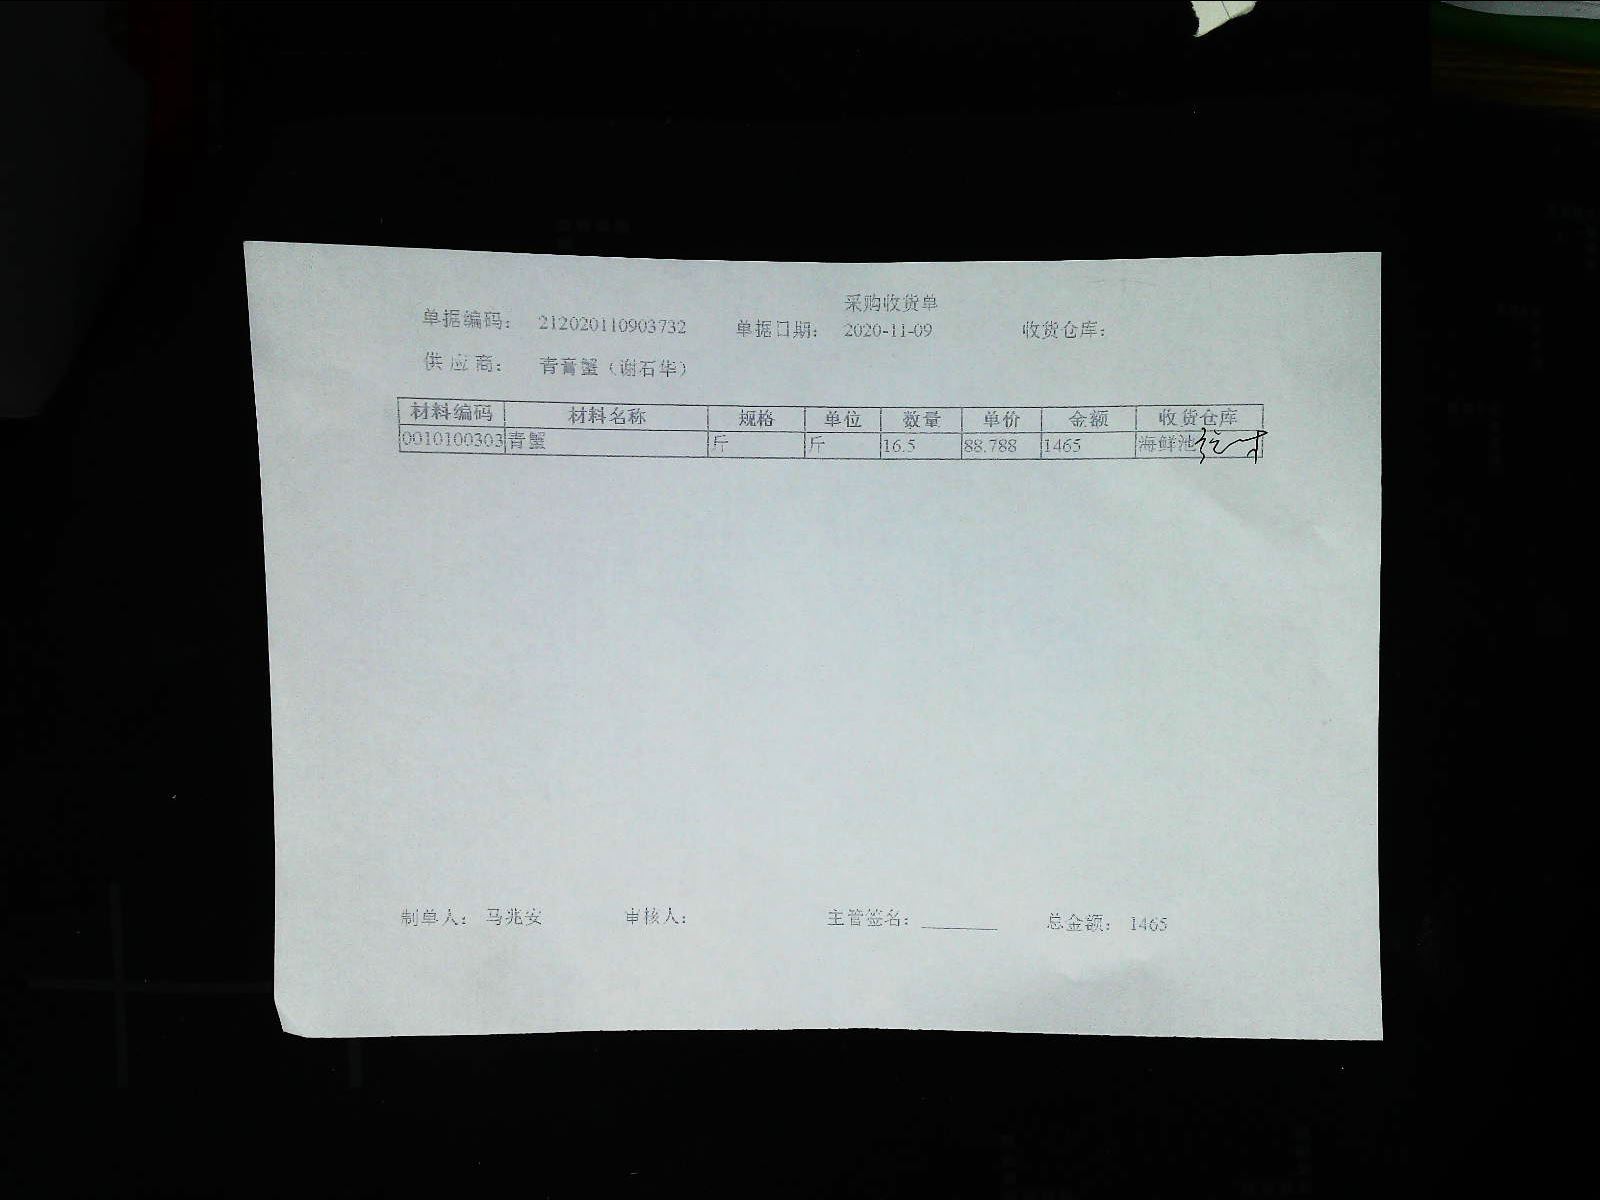 采购收货单
单据编码： 212020110903732 单据日期： 2020-11-09 收货仓库：
供 应 商： 青膏蟹（谢石华）
材料编码 材料名称 规格 单位 数量 单价 金额 收货仓库
0010100303 青蟹 斤 斤 16.5 88.788 1465 海鲜池
制单人： 马兆安 审核人： 主管签名： 总金额： 1465